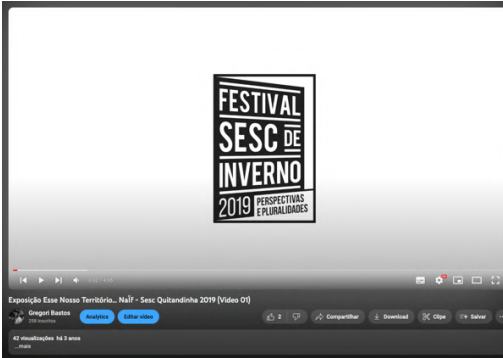 FESTIVAL
SESC DE
INVERNO
2019 PERSPECTIVAS
E PLURALIDADES
Exposição Esse Nosso Território... Naïf - Sesc Quitandinha 2019 (Vídeo 01)
Gregori Bastos
Analytics
Editar vídeo
2
Compartilhar
Download
Clipe
Salvar
42 visualizações há 3 anos
...mais